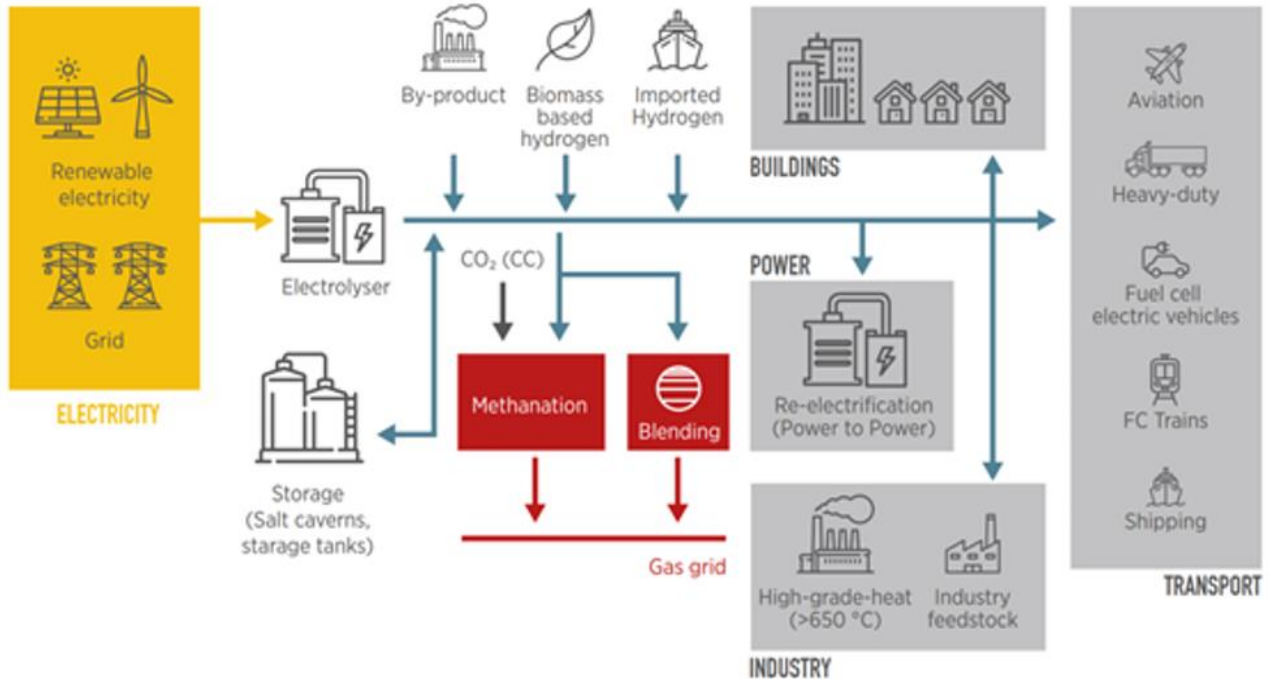 Renewable
electricity
Grid
ELECTRICITY
Electrolyser
Storage
(Salt caverns,
starage tanks)
By-product
Biomass
based
hydrogen
Imported
Hydrogen
CO₂ (CC)
Methanation
Blending
Gas grid
BUILDINGS
POWER
Re-electrification
(Power to Power)
High-grade-heat
(>650 °C)
Industry
feedstock
INDUSTRY
Aviation
Heavy-duty
Fuel cell
electric vehicles
FC Trains
Shipping
TRANSPORT